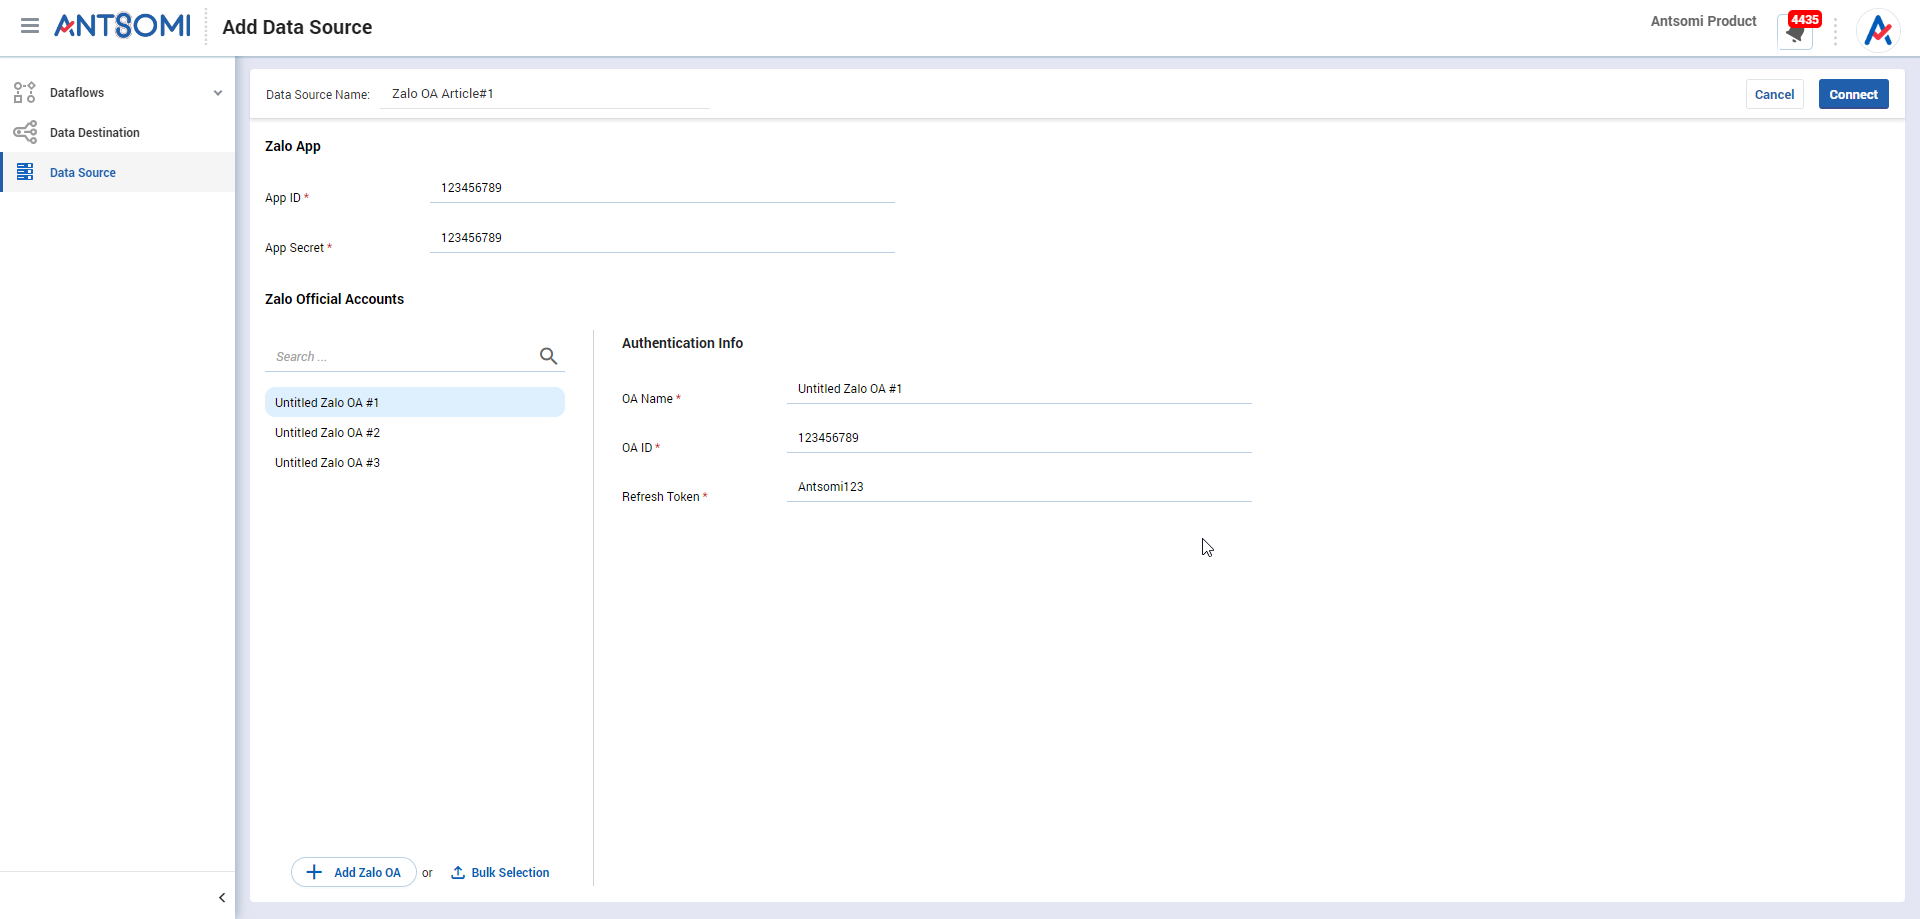 ANTSOMI
Add Data Source
Antsomi Product
4435
Dataflows
Data Destination
Data Source
Data Source Name: Zalo OA Article#1
Cancel
Connect
Zalo App
App ID * 123456789
App Secret * 123456789
Zalo Official Accounts
Search ...
Untitled Zalo OA #1
Untitled Zalo OA #2
Untitled Zalo OA #3
Authentication Info
OA Name * Untitled Zalo OA #1
OA ID * 123456789
Refresh Token * Antsomi123
Add Zalo OA or Bulk Selection